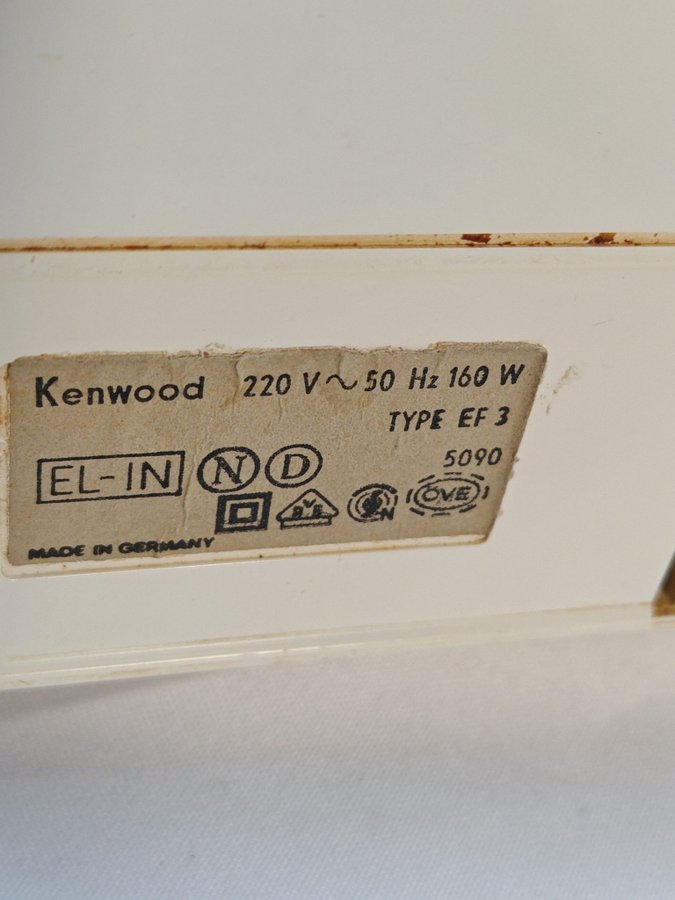 Kenwood 220 V ~ 50 Hz 160 W
TYPE EF 3
5090
EL-IN N D
N ÖVE
MADE IN GERMANY